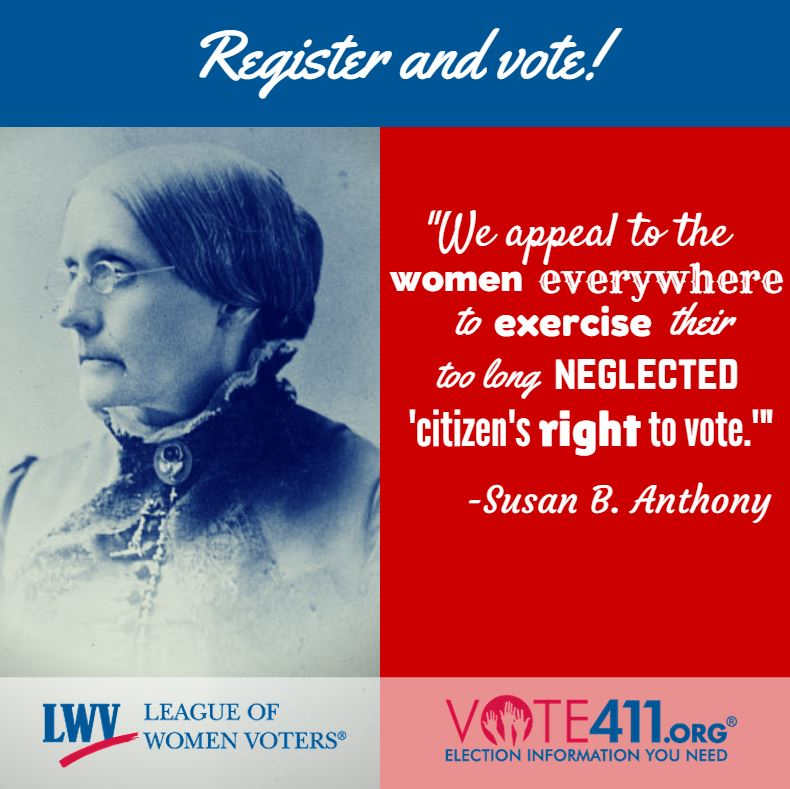 Register and vote!
"We appeal to the
women everywhere
to exercise their
too long NEGLECTED
'citizen's right to vote.'"
-Susan B. Anthony
LWV LEAGUE OF
WOMEN VOTERS®
VOTE411.ORG®
ELECTION INFORMATION YOU NEED